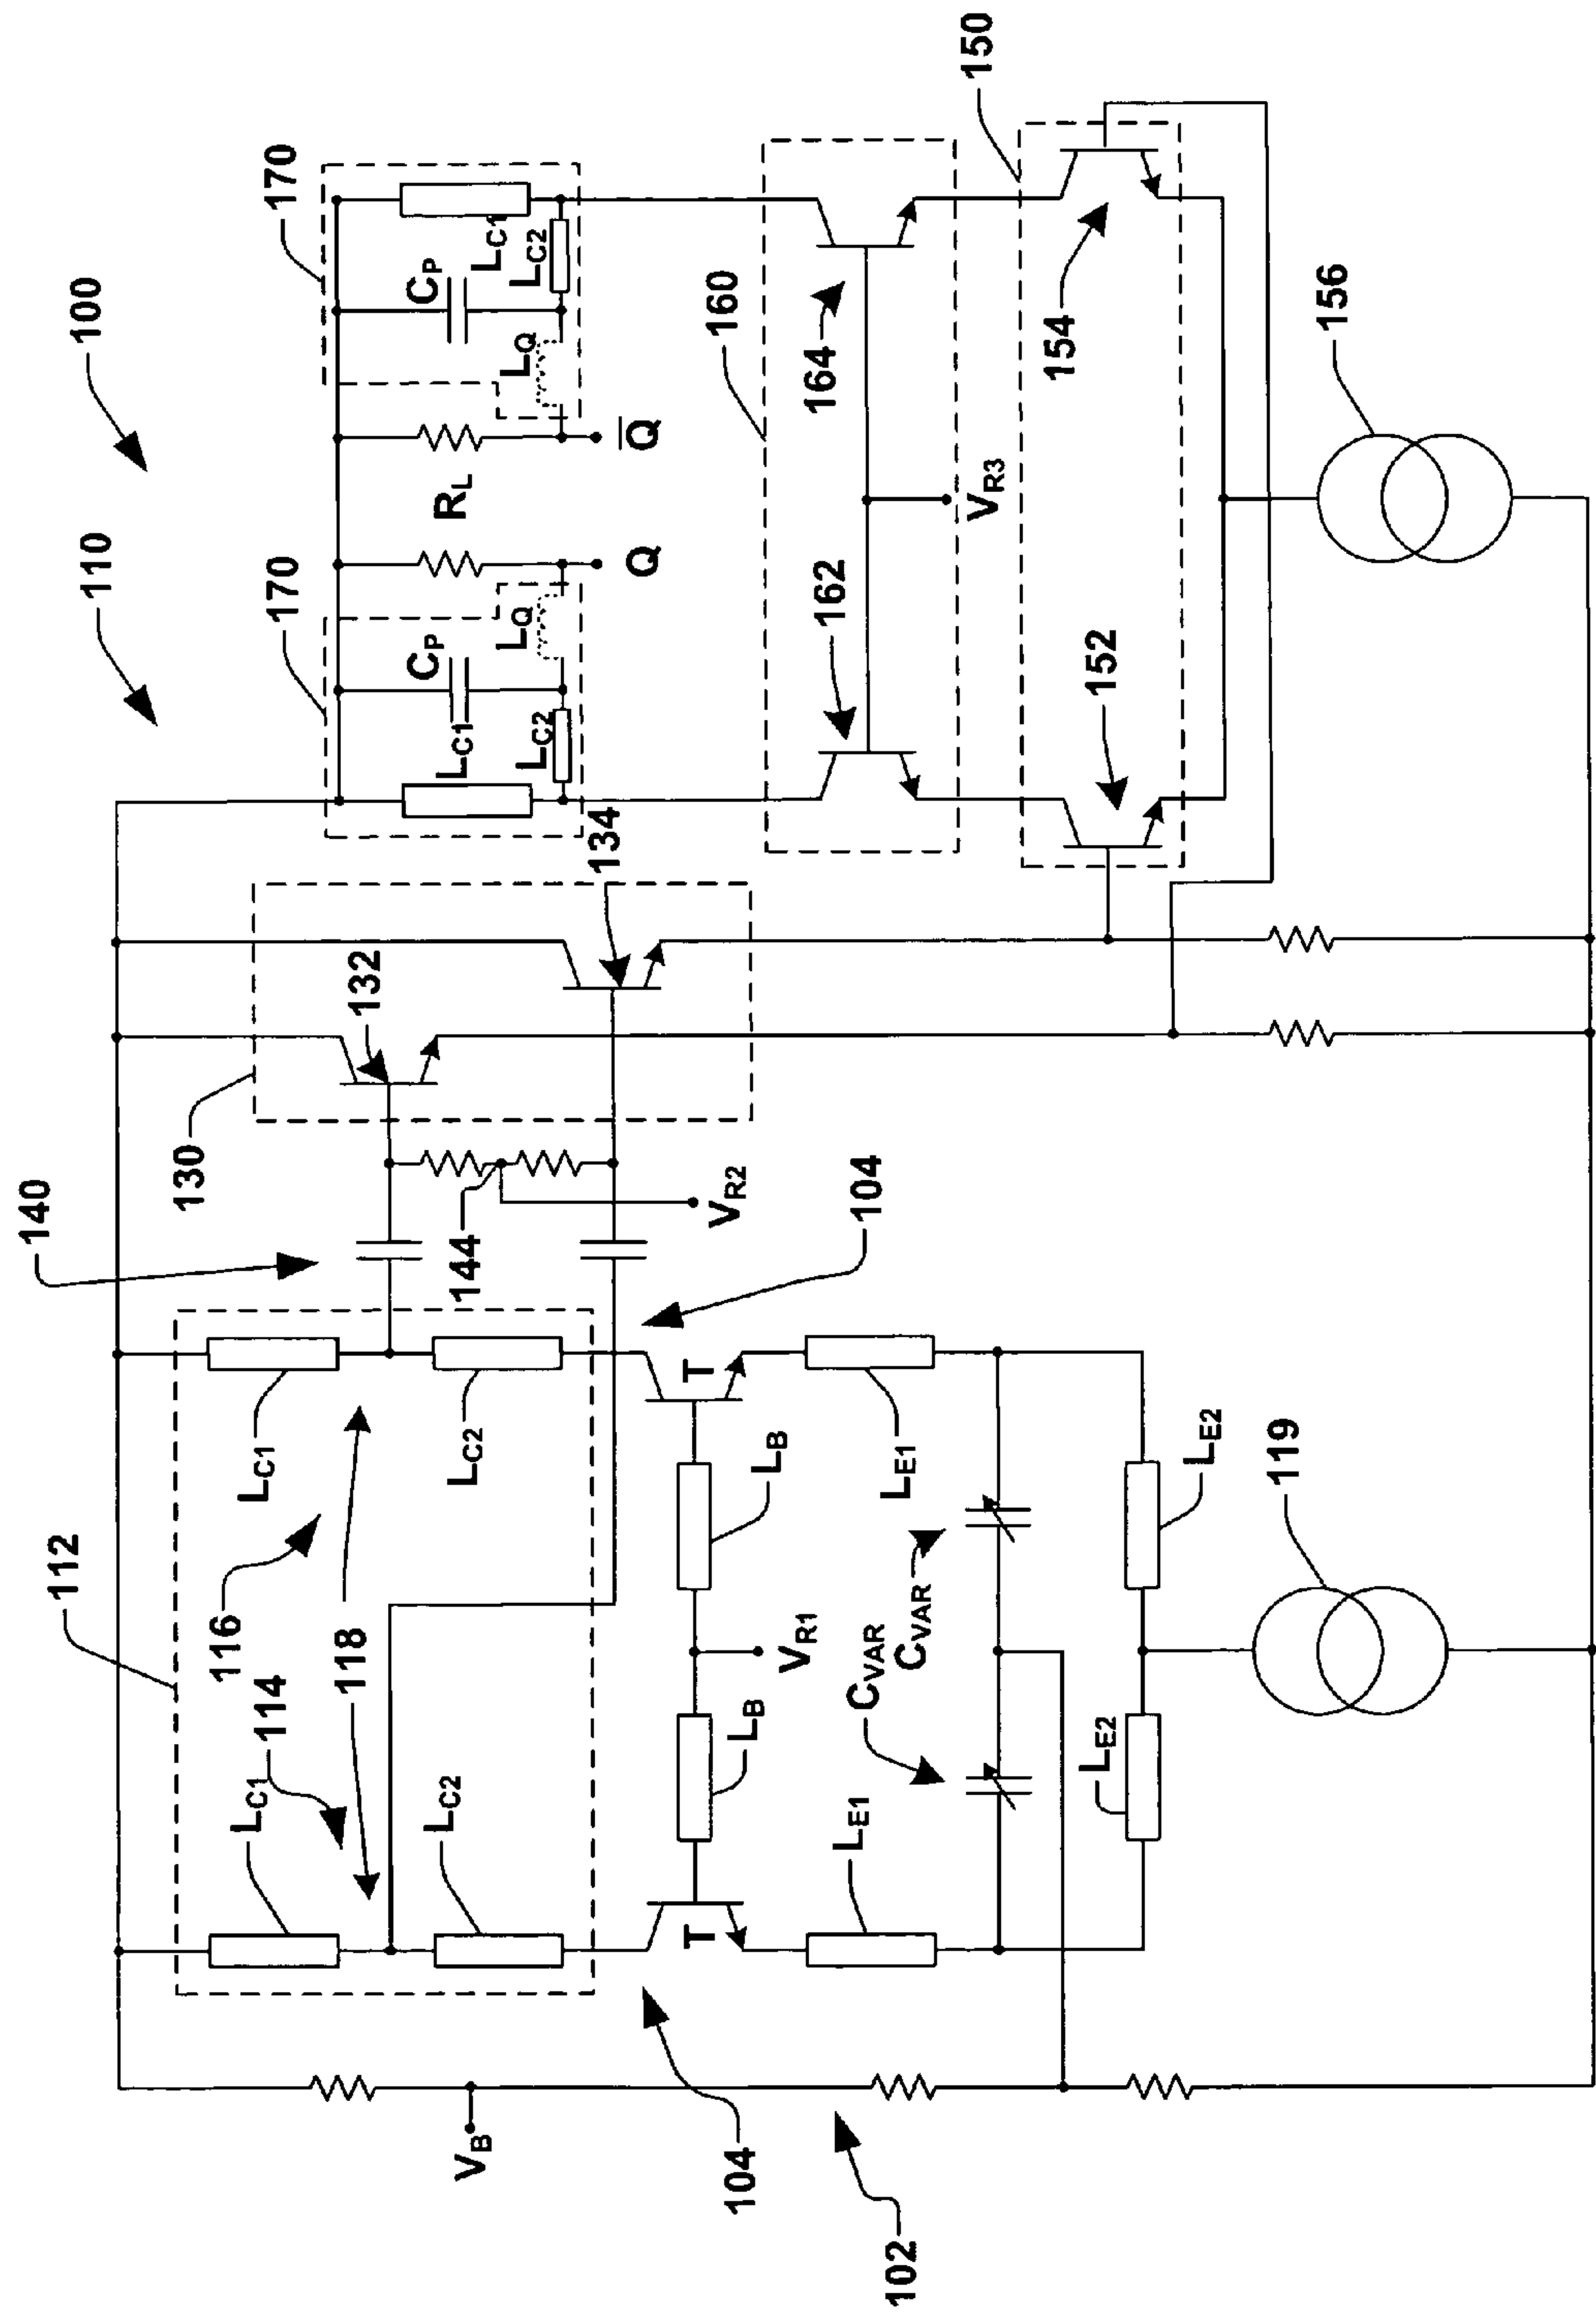 140
112
100
110
130
116
L_C1
L_C1
114
170
170
118
132
C_P
C_P
L_C2
L_C2
R_L
L_C1
L_C1
V_B
144
L_Q
L_Q
L_C2
L_C2
134
Q
Q̅
T
T
V_R2
160
104
L_B
L_B
V_R1
164
162
L_E1
L_E1
104
C_VAR
C_VAR
102
V_R3
150
154
152
L_E2
L_E2
119
156